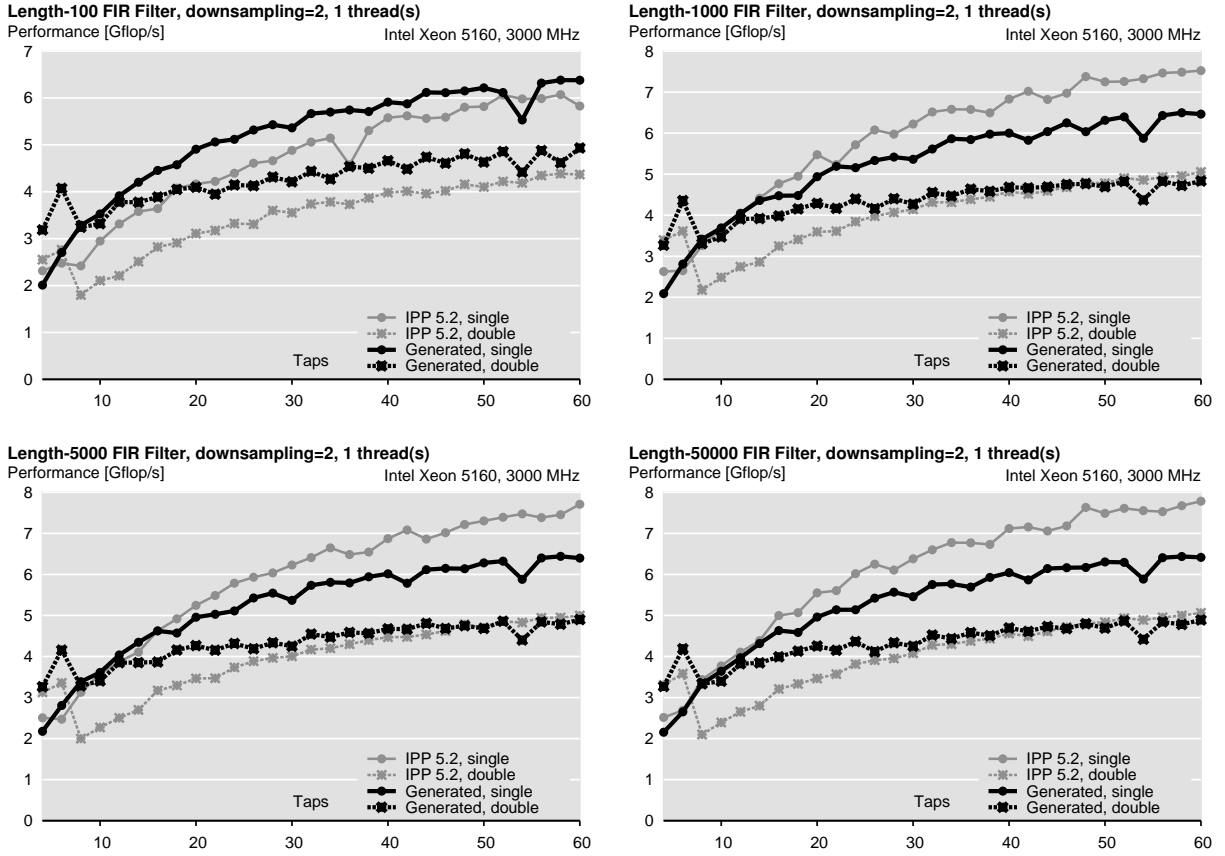 Length-100 FIR Filter, downsampling=2, 1 thread(s)
Performance [Gflop/s]
Intel Xeon 5160, 3000 MHz
7
6
5
4
3
2
1
0
IPP 5.2, single
IPP 5.2, double
Generated, single
Generated, double
Taps
10
20
30
40
50
60
Length-1000 FIR Filter, downsampling=2, 1 thread(s)
Performance [Gflop/s]
Intel Xeon 5160, 3000 MHz
8
7
6
5
4
3
2
1
0
IPP 5.2, single
IPP 5.2, double
Generated, single
Generated, double
Taps
10
20
30
40
50
60
Length-5000 FIR Filter, downsampling=2, 1 thread(s)
Performance [Gflop/s]
Intel Xeon 5160, 3000 MHz
8
7
6
5
4
3
2
1
0
IPP 5.2, single
IPP 5.2, double
Generated, single
Generated, double
Taps
10
20
30
40
50
60
Length-50000 FIR Filter, downsampling=2, 1 thread(s)
Performance [Gflop/s]
Intel Xeon 5160, 3000 MHz
8
7
6
5
4
3
2
1
0
IPP 5.2, single
IPP 5.2, double
Generated, single
Generated, double
Taps
10
20
30
40
50
60